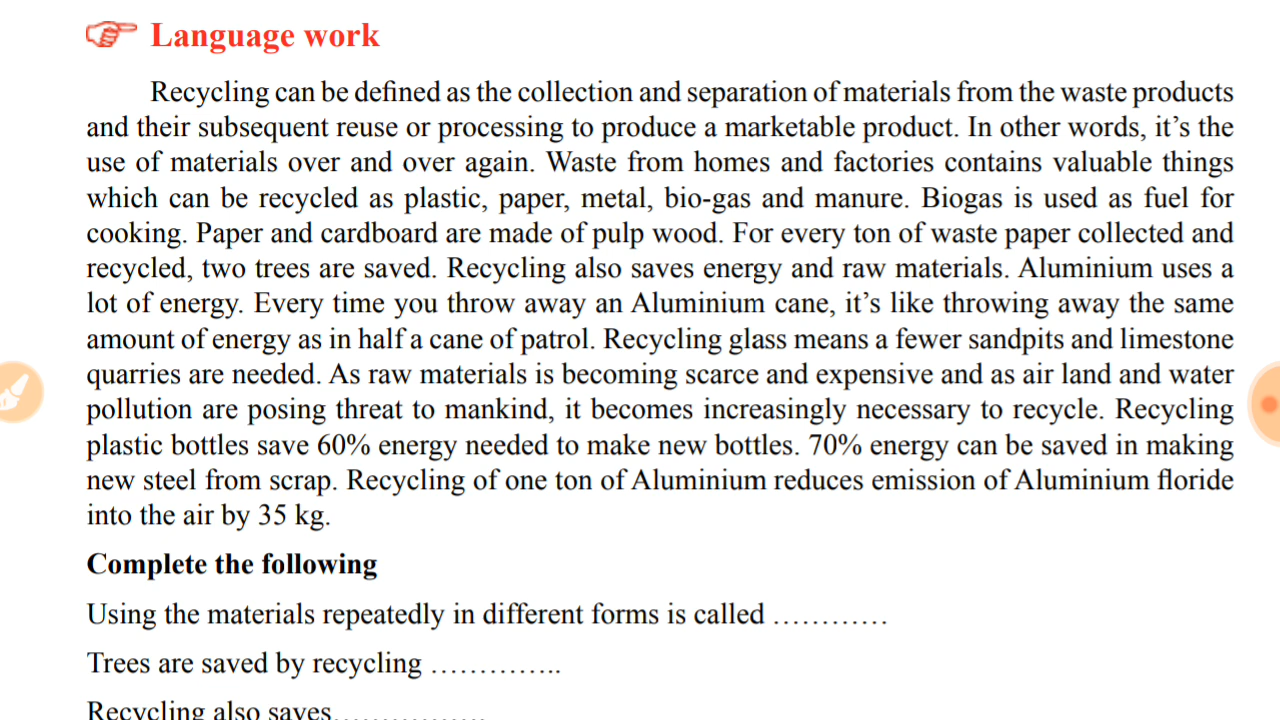 Language work
Recycling can be defined as the collection and separation of materials from the waste products
and their subsequent reuse or processing to produce a marketable product. In other words, it’s the
use of materials over and over again. Waste from homes and factories contains valuable things
which can be recycled as plastic, paper, metal, bio-gas and manure. Biogas is used as fuel for
cooking. Paper and cardboard are made of pulp wood. For every ton of waste paper collected and
recycled, two trees are saved. Recycling also saves energy and raw materials. Aluminium uses a
lot of energy. Every time you throw away an Aluminium cane, it’s like throwing away the same
amount of energy as in half a cane of patrol. Recycling glass means a fewer sandpits and limestone
quarries are needed. As raw materials is becoming scarce and expensive and as air land and water
pollution are posing threat to mankind, it becomes increasingly necessary to recycle. Recycling
plastic bottles save 60% energy needed to make new bottles. 70% energy can be saved in making
new steel from scrap. Recycling of one ton of Aluminium reduces emission of Aluminium floride
into the air by 35 kg.
Complete the following
Using the materials repeatedly in different forms is called …………
Trees are saved by recycling …………..
Recycling also saves……………..